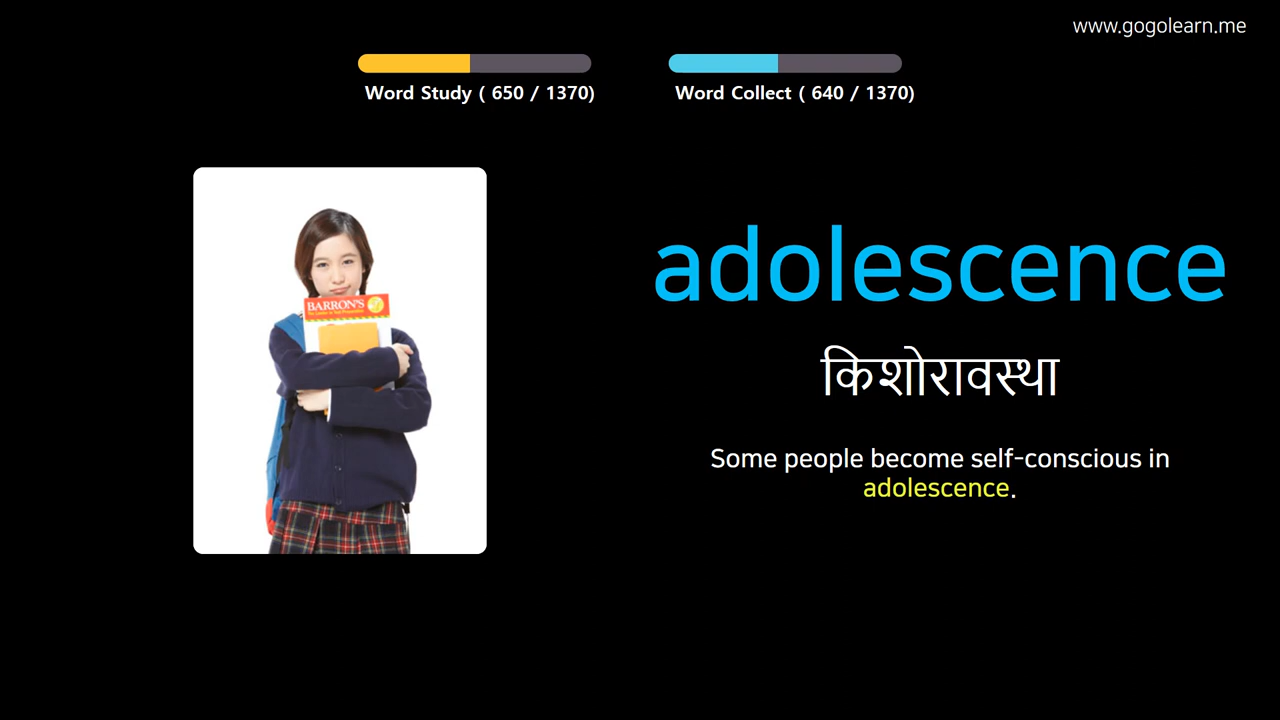 www.gogolearn.me
Word Study ( 650 / 1370)
Word Collect ( 640 / 1370)
BARRON'S
adolescence
किशोरावस्था
Some people become self-conscious in
adolescence.